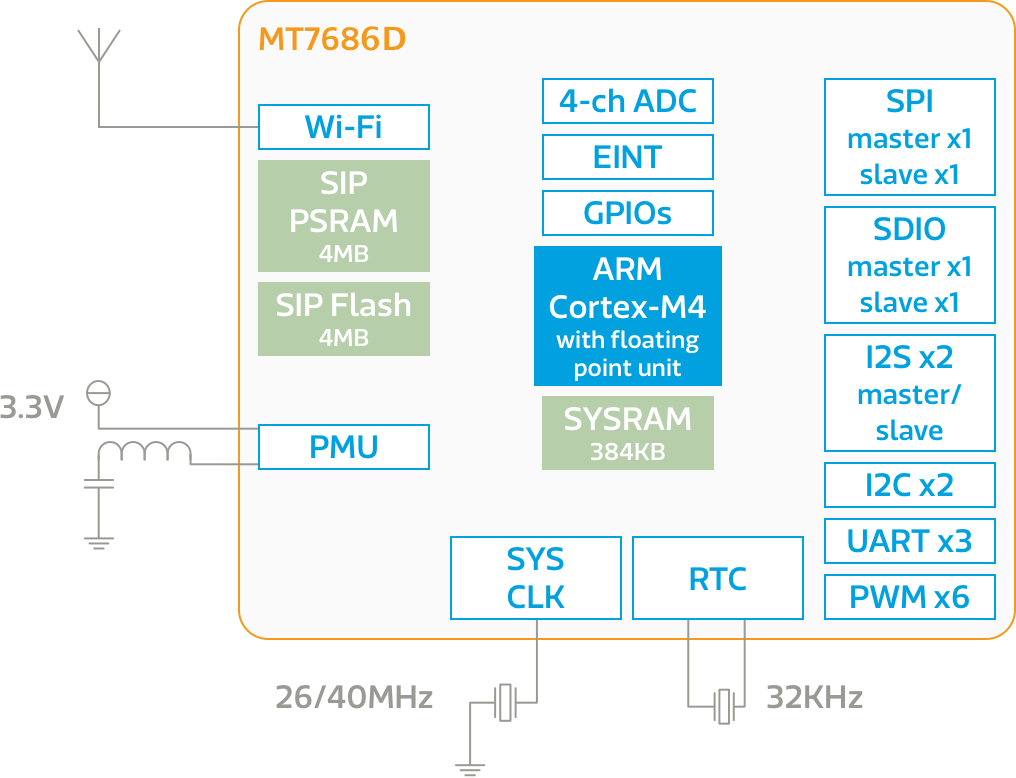 MT7686D
Wi-Fi
SIP
PSRAM
4MB
SIP Flash
4MB
3.3V
PMU
4-ch ADC
EINT
GPIOs
ARM
Cortex-M4
with floating
point unit
SYSRAM
384KB
SPI
master x1
slave x1
SDIO
master x1
slave x1
I2S x2
master/
slave
I2C x2
UART x3
PWM x6
SYS
CLK
RTC
26/40MHz
32KHz